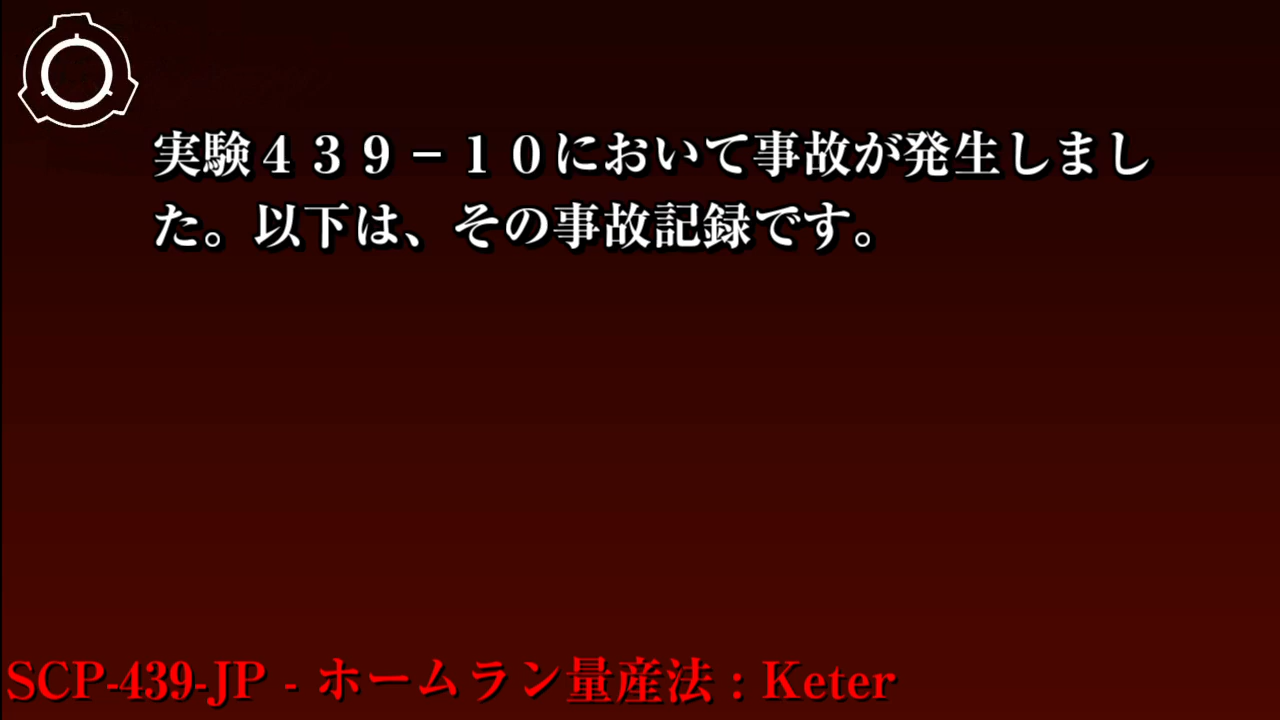 実験４３９－１０において事故が発生しまし
た。以下は、その事故記録です。
SCP-439-JP - ホームラン量産法 : Keter